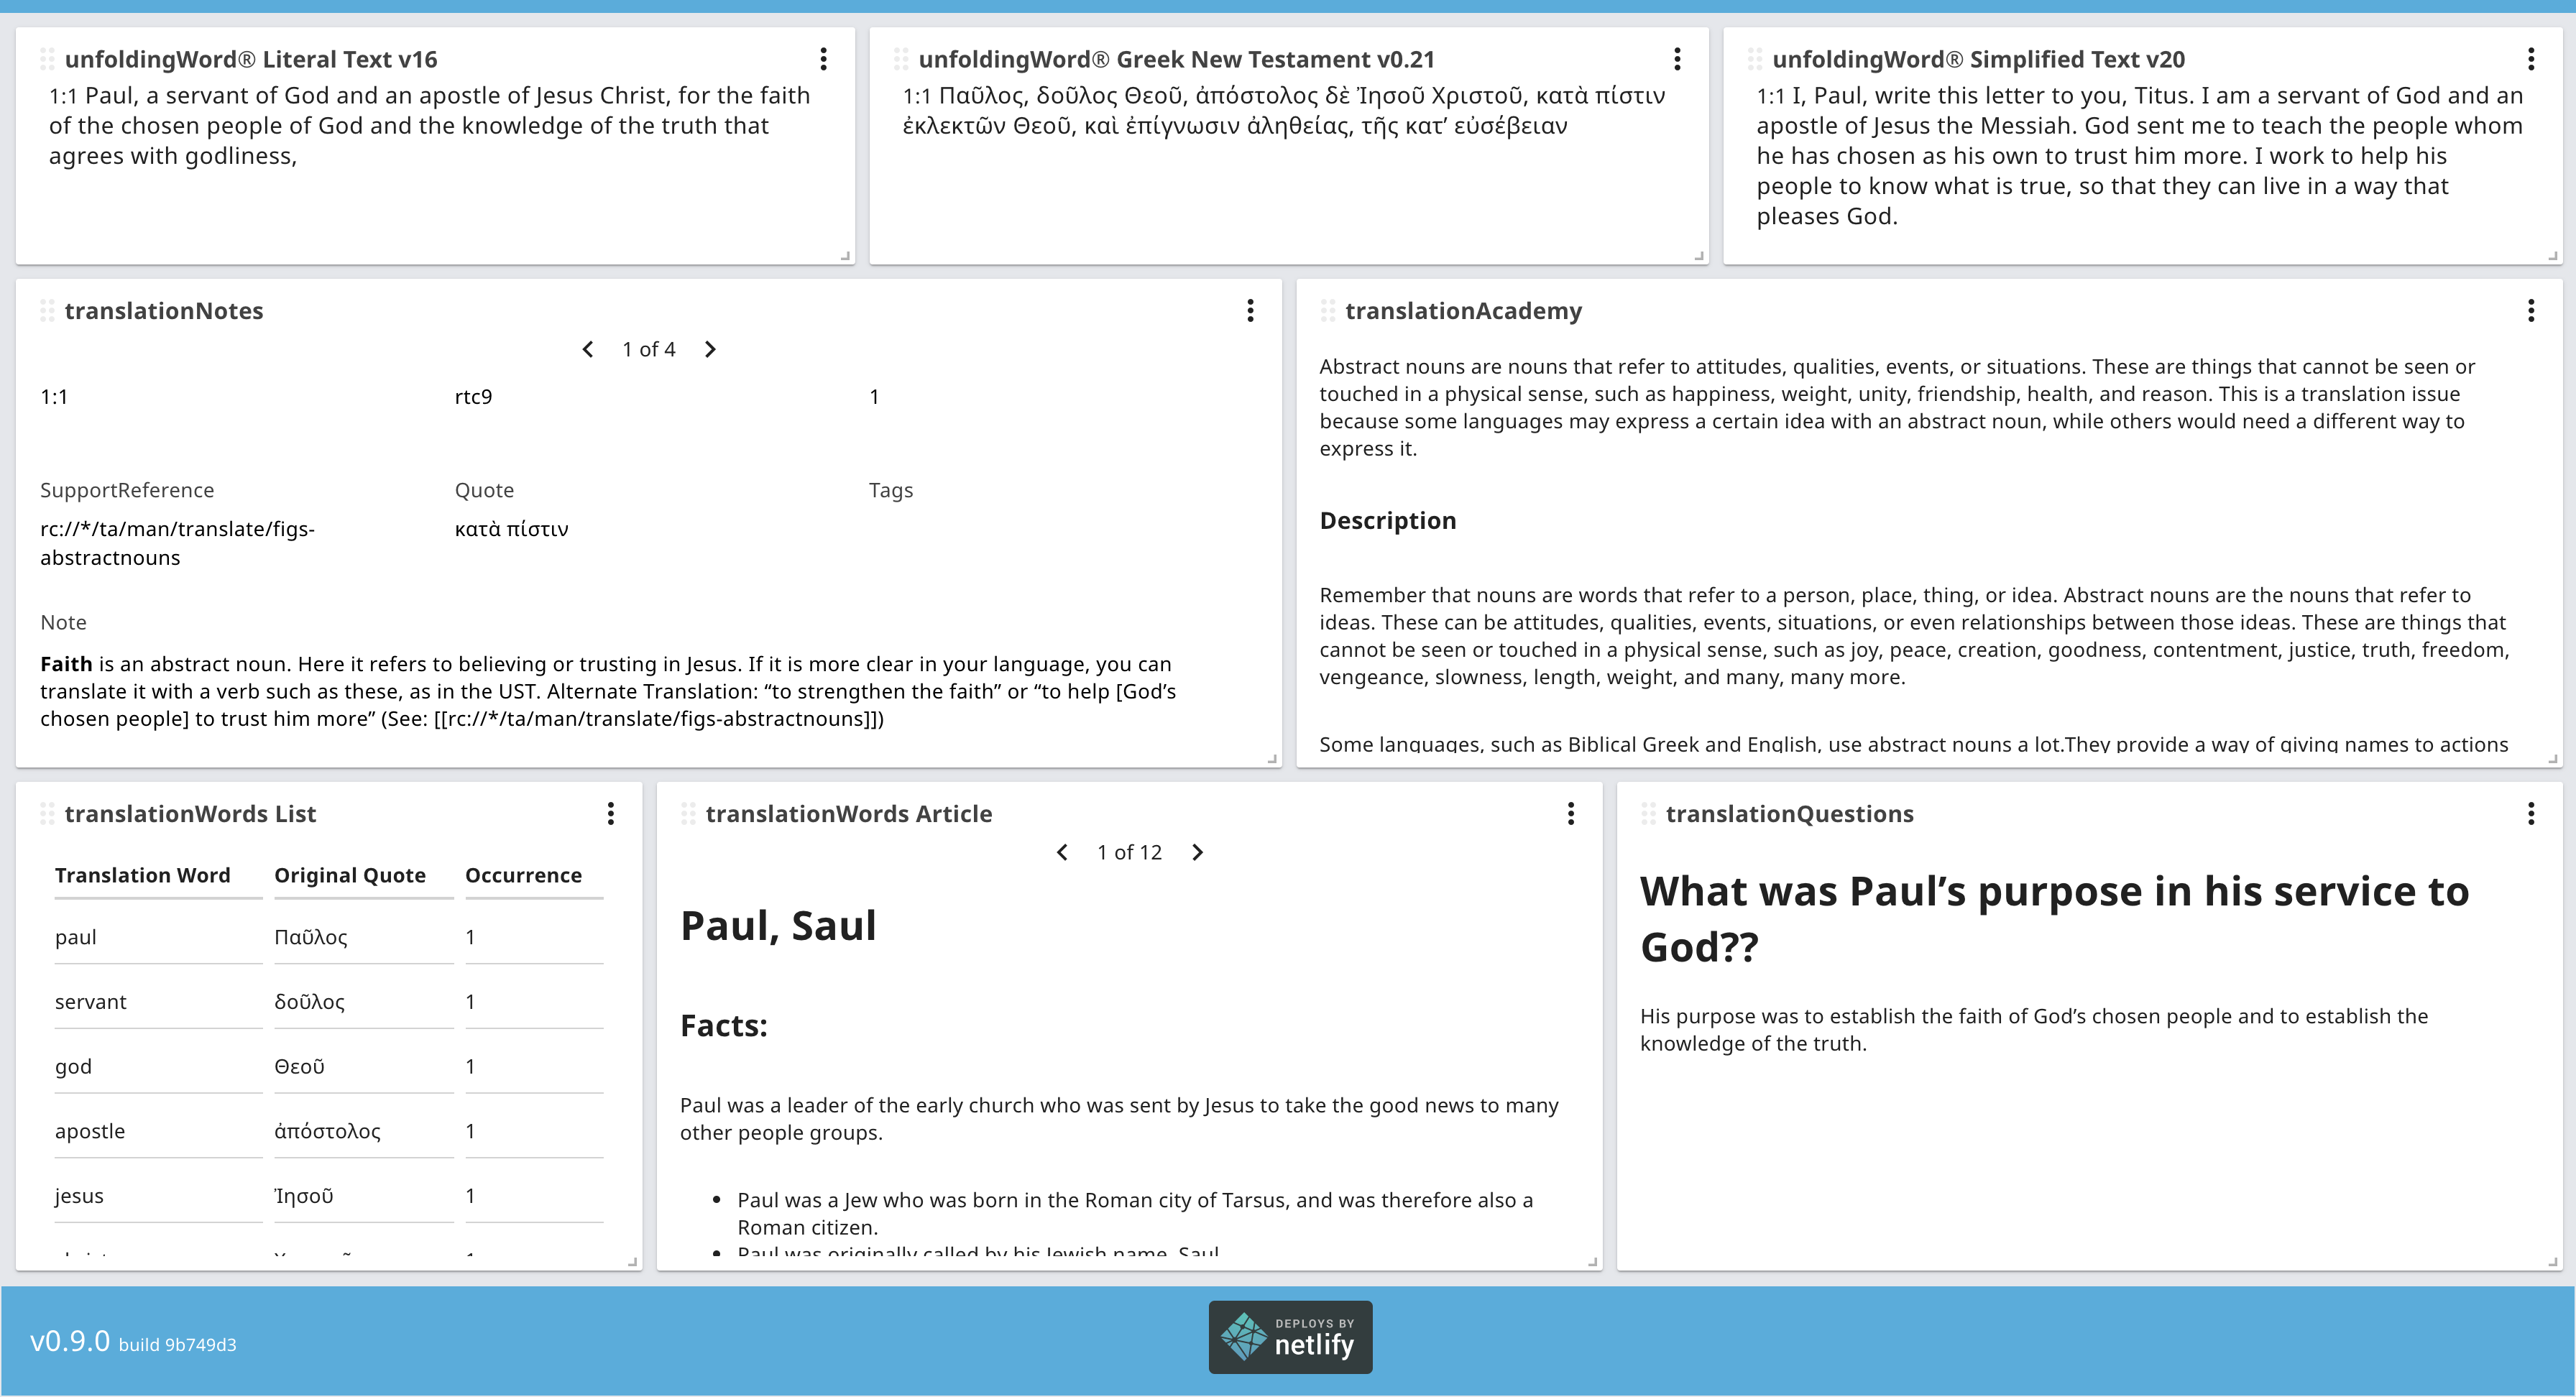 unfoldingWord® Literal Text v16
1:1 Paul, a servant of God and an apostle of Jesus Christ, for the faith
of the chosen people of God and the knowledge of the truth that
agrees with godliness,
unfoldingWord® Greek New Testament v0.21
1:1 Παῦλος, δοῦλος Θεοῦ, ἀπόστολος δὲ Ἰησοῦ Χριστοῦ, κατὰ πίστιν
ἐκλεκτῶν Θεοῦ, καὶ ἐπίγνωσιν ἀληθείας, τῆς κατ’ εὐσέβειαν
unfoldingWord® Simplified Text v20
1:1 I, Paul, write this letter to you, Titus. I am a servant of God and an
apostle of Jesus the Messiah. God sent me to teach the people whom
he has chosen as his own to trust him more. I work to help his
people to know what is true, so that they can live in a way that
pleases God.
translationNotes
1 of 4
1:1 rtc9 1
SupportReference Quote Tags
rc://*/ta/man/translate/figs- κατὰ πίστιν
abstractnouns
Note
Faith is an abstract noun. Here it refers to believing or trusting in Jesus. If it is more clear in your language, you can
translate it with a verb such as these, as in the UST. Alternate Translation: “to strengthen the faith” or “to help [God’s
chosen people] to trust him more” (See: [[rc://*/ta/man/translate/figs-abstractnouns]])
translationAcademy
Abstract nouns are nouns that refer to attitudes, qualities, events, or situations. These are things that cannot be seen or
touched in a physical sense, such as happiness, weight, unity, friendship, health, and reason. This is a translation issue
because some languages may express a certain idea with an abstract noun, while others would need a different way to
express it.
Description
Remember that nouns are words that refer to a person, place, thing, or idea. Abstract nouns are the nouns that refer to
ideas. These can be attitudes, qualities, events, situations, or even relationships between those ideas. These are things that
cannot be seen or touched in a physical sense, such as joy, peace, creation, goodness, contentment, justice, truth, freedom,
vengeance, slowness, length, weight, and many, many more.
Some languages, such as Biblical Greek and English, use abstract nouns a lot.They provide a way of giving names to actions
translationWords List
Translation Word Original Quote Occurrence
paul Παῦλος 1
servant δοῦλος 1
god Θεοῦ 1
apostle ἀπόστολος 1
jesus Ἰησοῦ 1
translationWords Article
1 of 12
Paul, Saul
Facts:
Paul was a leader of the early church who was sent by Jesus to take the good news to many
other people groups.
• Paul was a Jew who was born in the Roman city of Tarsus, and was therefore also a
Roman citizen.
• Paul was originally called by his Jewish name, Saul
translationQuestions
What was Paul’s purpose in his service to
God??
His purpose was to establish the faith of God’s chosen people and to establish the
knowledge of the truth.
v0.9.0 build 9b749d3
DEPLOYS BY
netlify